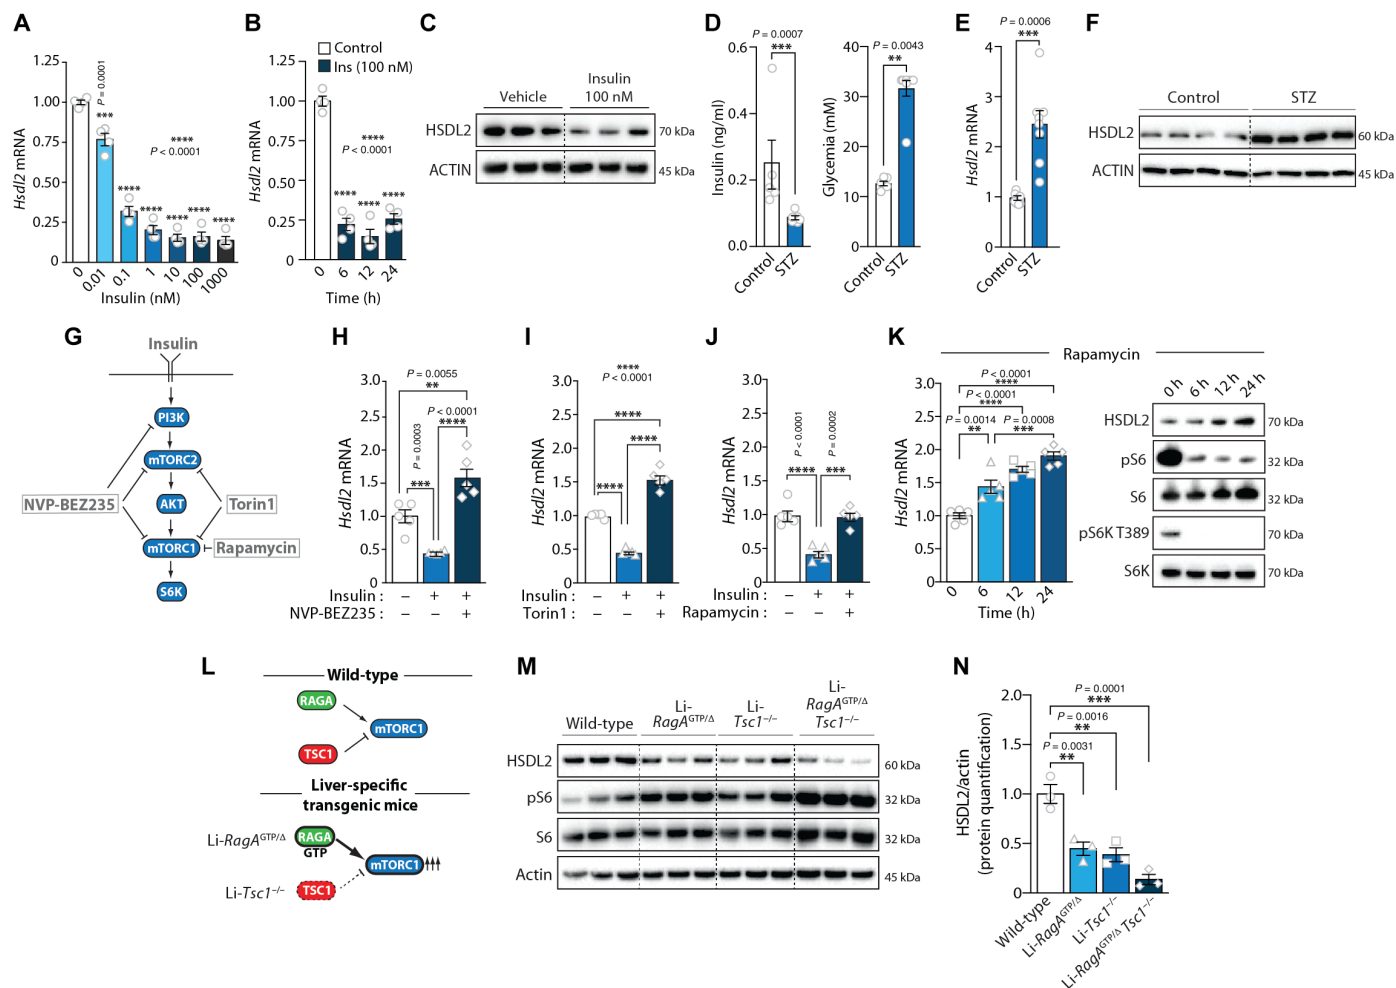 A
Hsdl2 mRNA
1.25
1.00
0.75
0.50
0.25
0
P = 0.0001
***
****
P < 0.0001
****
****
****
****
****
0
0.01
0.1
1
10
100
1000
Insulin (nM)
B
Control
Ins (100 nM)
Hsdl2 mRNA
1.25
1.00
0.75
0.50
0.25
0
****
P < 0.0001
****
****
****
0
6
12
24
Time (h)
C
Vehicle
Insulin
100 nM
HSDL2
70 kDa
ACTIN
45 kDa
D
P = 0.0007
***
Insulin (ng/ml)
0.6
0.4
0.2
0.0
Control
STZ
P = 0.0043
**
Glycemia (mM)
40
30
20
10
0
Control
STZ
E
P = 0.0006
***
Hsdl2 mRNA
4
4
2
1
0
Control
STZ
F
Control
STZ
HSDL2
60 kDa
ACTIN
45 kDa
G
Insulin
PI3K
mTORC2
NVP-BEZ235
AKT
Torin1
mTORC1
Rapamycin
S6K
H
Hsdl2 mRNA
3.0
2.5
2.0
1.5
1.0
0.5
0
P = 0.0055
**
P < 0.0001
****
P = 0.0003
***
Insulin : – + +
NVP-BEZ235 : – – +
I
Hsdl2 mRNA
3.0
2.5
2.0
1.5
1.0
0.5
0
****
P < 0.0001
****
****
****
Insulin : – + +
Torin1 : – – +
J
Hsdl2 mRNA
3.0
2.5
2.0
1.5
1.0
0.5
0
P < 0.0001
****
P = 0.0002
***
Insulin : – + +
Rapamycin : – – +
K
Rapamycin
Hsdl2 mRNA
3.0
2.5
2.0
1.5
1.0
0.5
0
P < 0.0001
****
P < 0.0001
****
P = 0.0014
**
P = 0.0008
***
0
6
12
24
Time (h)
0 h
6 h
12 h
24 h
HSDL2
70 kDa
pS6
32 kDa
S6
32 kDa
pS6K T389
70 kDa
S6K
70 kDa
L
Wild-type
RAGA
mTORC1
TSC1
Liver-specific
transgenic mice
Li-RagA^GTP/Δ
RAGA
GTP
mTORC1
Li-Tsc1^−/−
TSC1
M
Wild-type
Li-
RagA^GTP/Δ
Li-
Tsc1^−/−
Li-
RagA^GTP/Δ
Tsc1^−/−
HSDL2
60 kDa
pS6
32 kDa
S6
32 kDa
Actin
45 kDa
N
HSDL2/actin
(protein quantification)
2.0
1.5
1.0
0.5
0
P = 0.0001
***
P = 0.0016
**
P = 0.0031
**
Wild-type
Li-RagA^GTP/Δ
Li-Tsc1^−/−
Li-RagA^GTP/Δ Tsc1^−/−